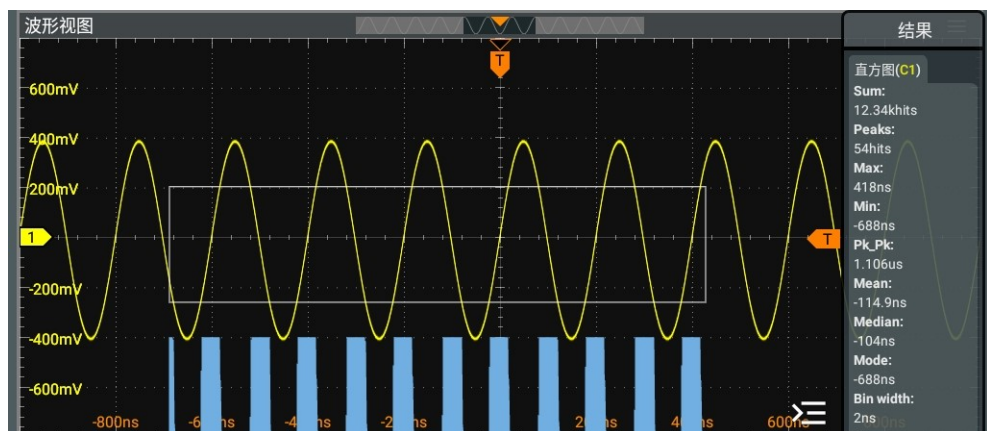 波形视图
结果
T
600mV
400mV
200mV
1
T
-200mV
-400mV
-600mV
-800ns
600ns
直方图(C1)
Sum:
12.34khits
Peaks:
54hits
Max:
418ns
Min:
-688ns
Pk_Pk:
1.106us
Mean:
-114.9ns
Median:
-104ns
Mode:
-688ns
Bin width:
2ns